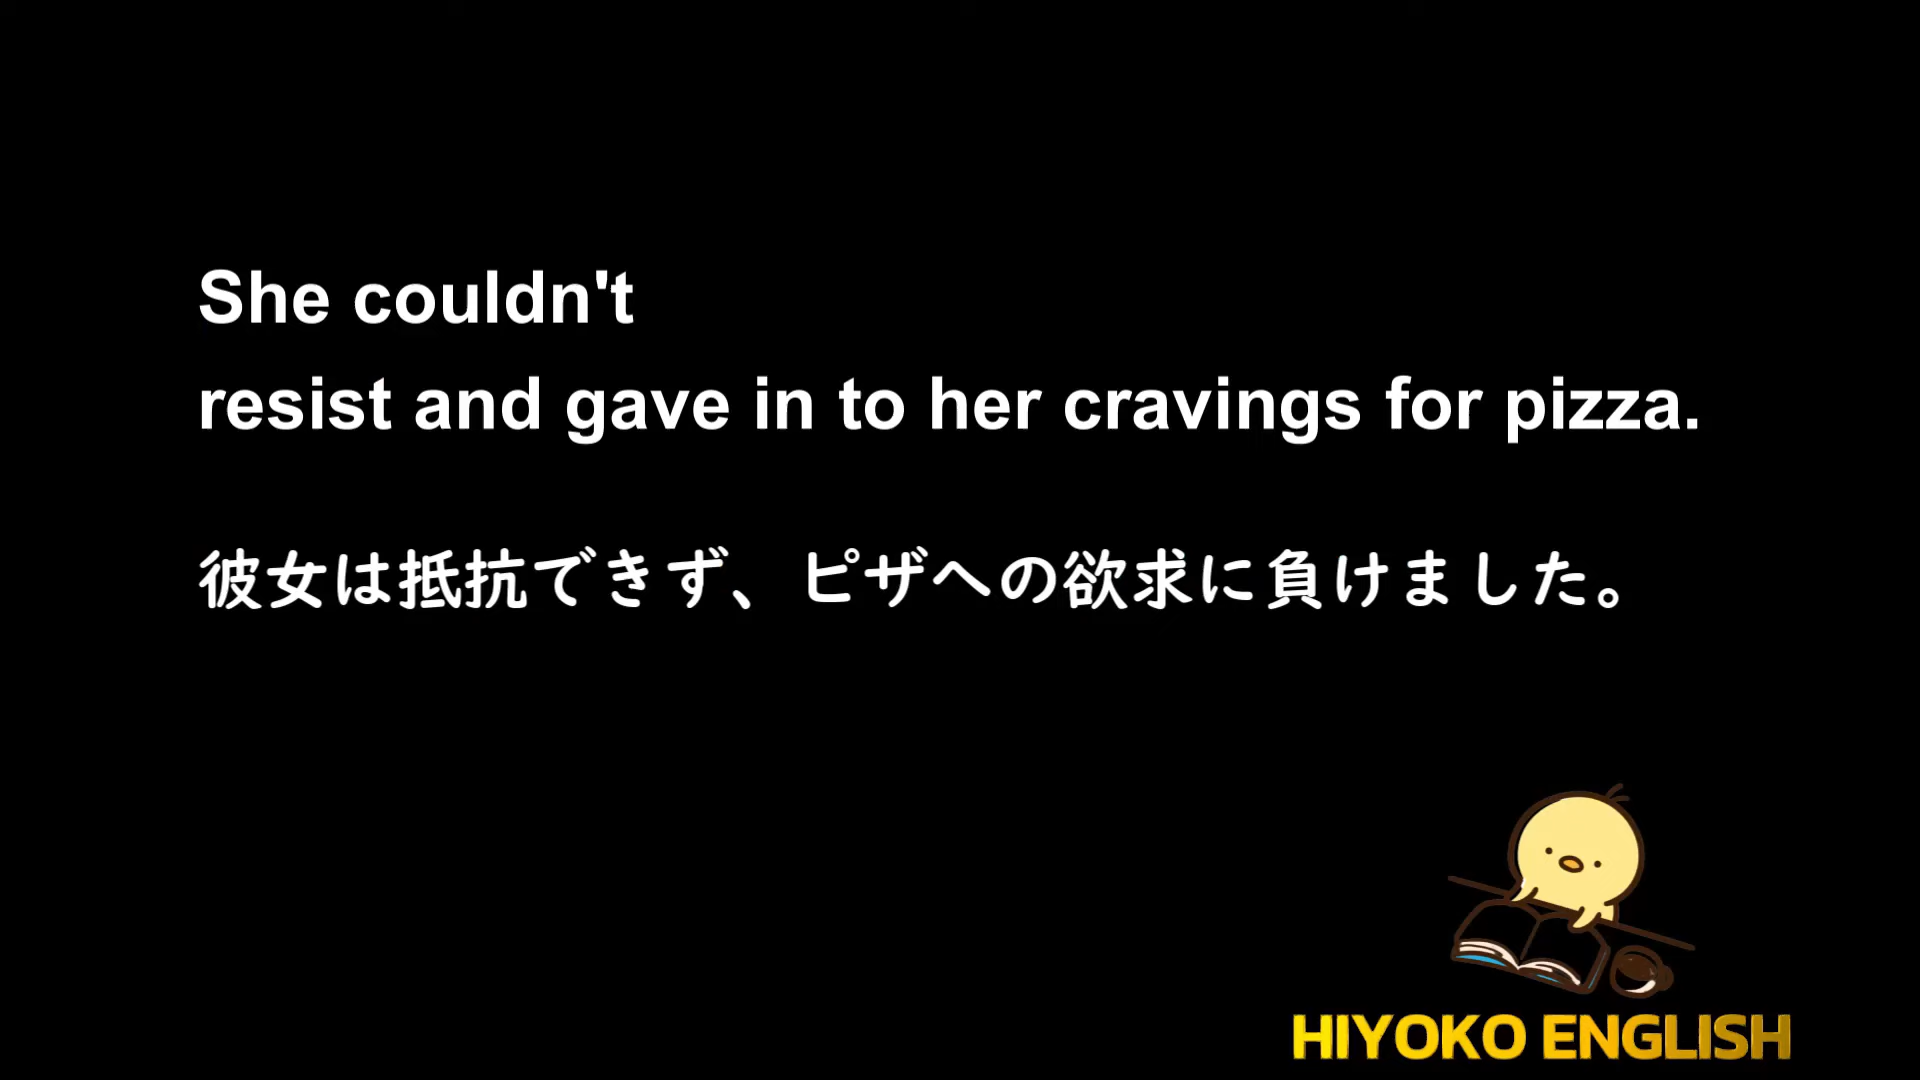 She couldn't
resist and gave in to her cravings for pizza.
彼女は抵抗できず、ピザへの欲求に負けました。
HIYOKO ENGLISH